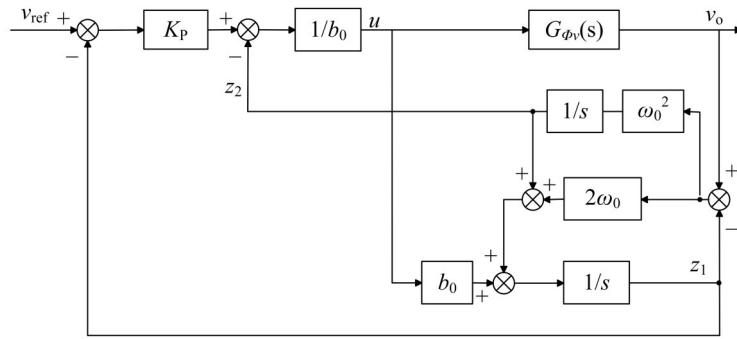 v_ref + K_P + 1/b_0 u G_Φv(s) v_o
− −
z_2 1/s ω_0^2
+ + 2ω_0 +
−
+ z_1
b_0 + 1/s